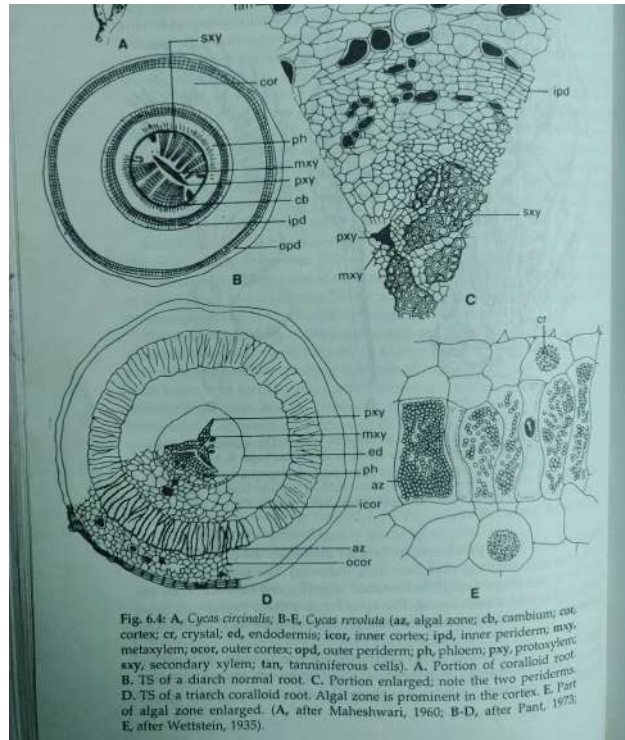 tan
A
sxy
cor
ipd
ph
mxy
pxy
cb
ipd
opd
sxy
pxy
mxy
B
C
cr
pxy
mxy
ed
ph
az
icor
az
ocor
D
E
Fig. 6.4: A, Cycas circinalis; B-E, Cycas revoluta (az, algal zone; cb, cambium; cor,
cortex; cr, crystal; ed, endodermis; icor, inner cortex; ipd, inner periderm; mxy,
metaxylem; ocor, outer cortex; opd, outer periderm; ph, phloem; pxy, protoxylem;
sxy, secondary xylem; tan, tanniniferous cells). A. Portion of coralloid root.
B. TS of a diarch normal root. C. Portion enlarged; note the two periderms.
D. TS of a triarch coralloid root. Algal zone is prominent in the cortex. E. Part
of algal zone enlarged. (A, after Maheshwari, 1960; B-D, after Pant, 1973;
E, after Wettstein, 1935).